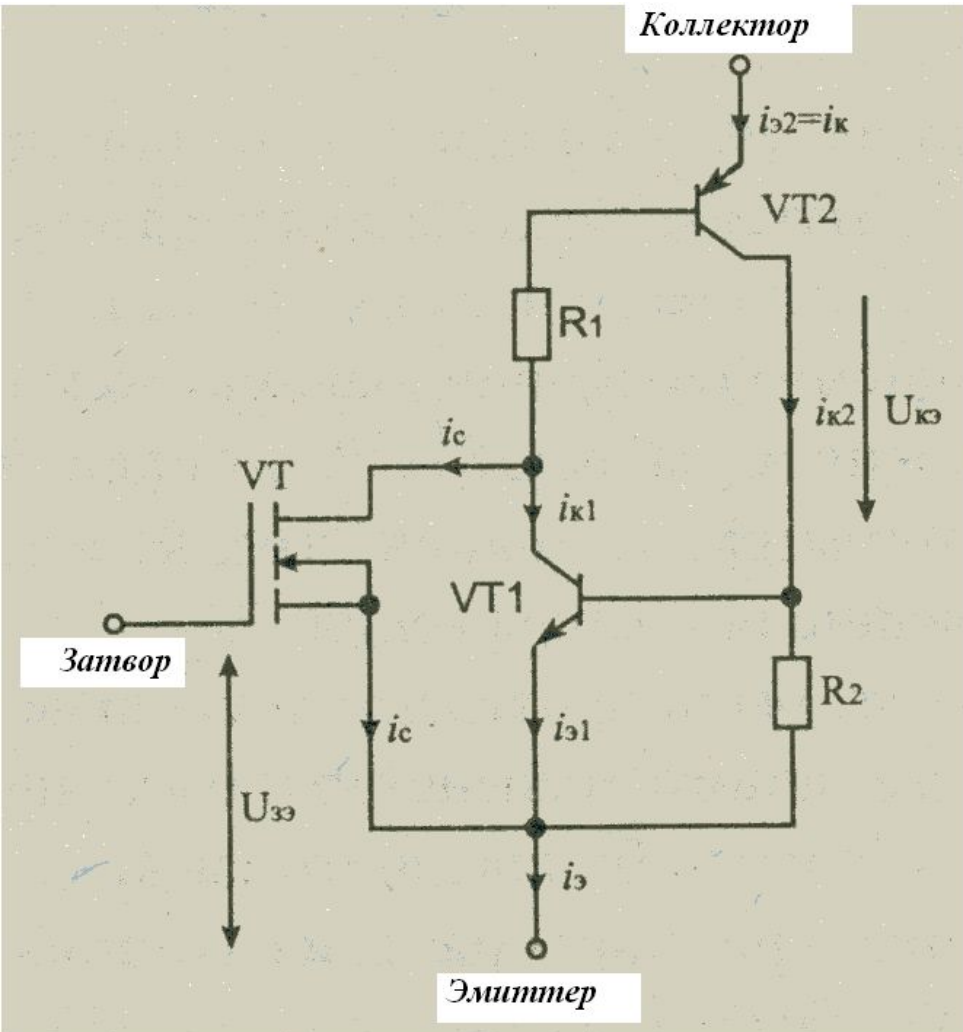 Коллектор
iэ2=iк
VT2
R1
iк2
Uкэ
iс
VT
iк1
VT1
Затвор
R2
iс
iэ1
Uзэ
iэ
Эмиттер